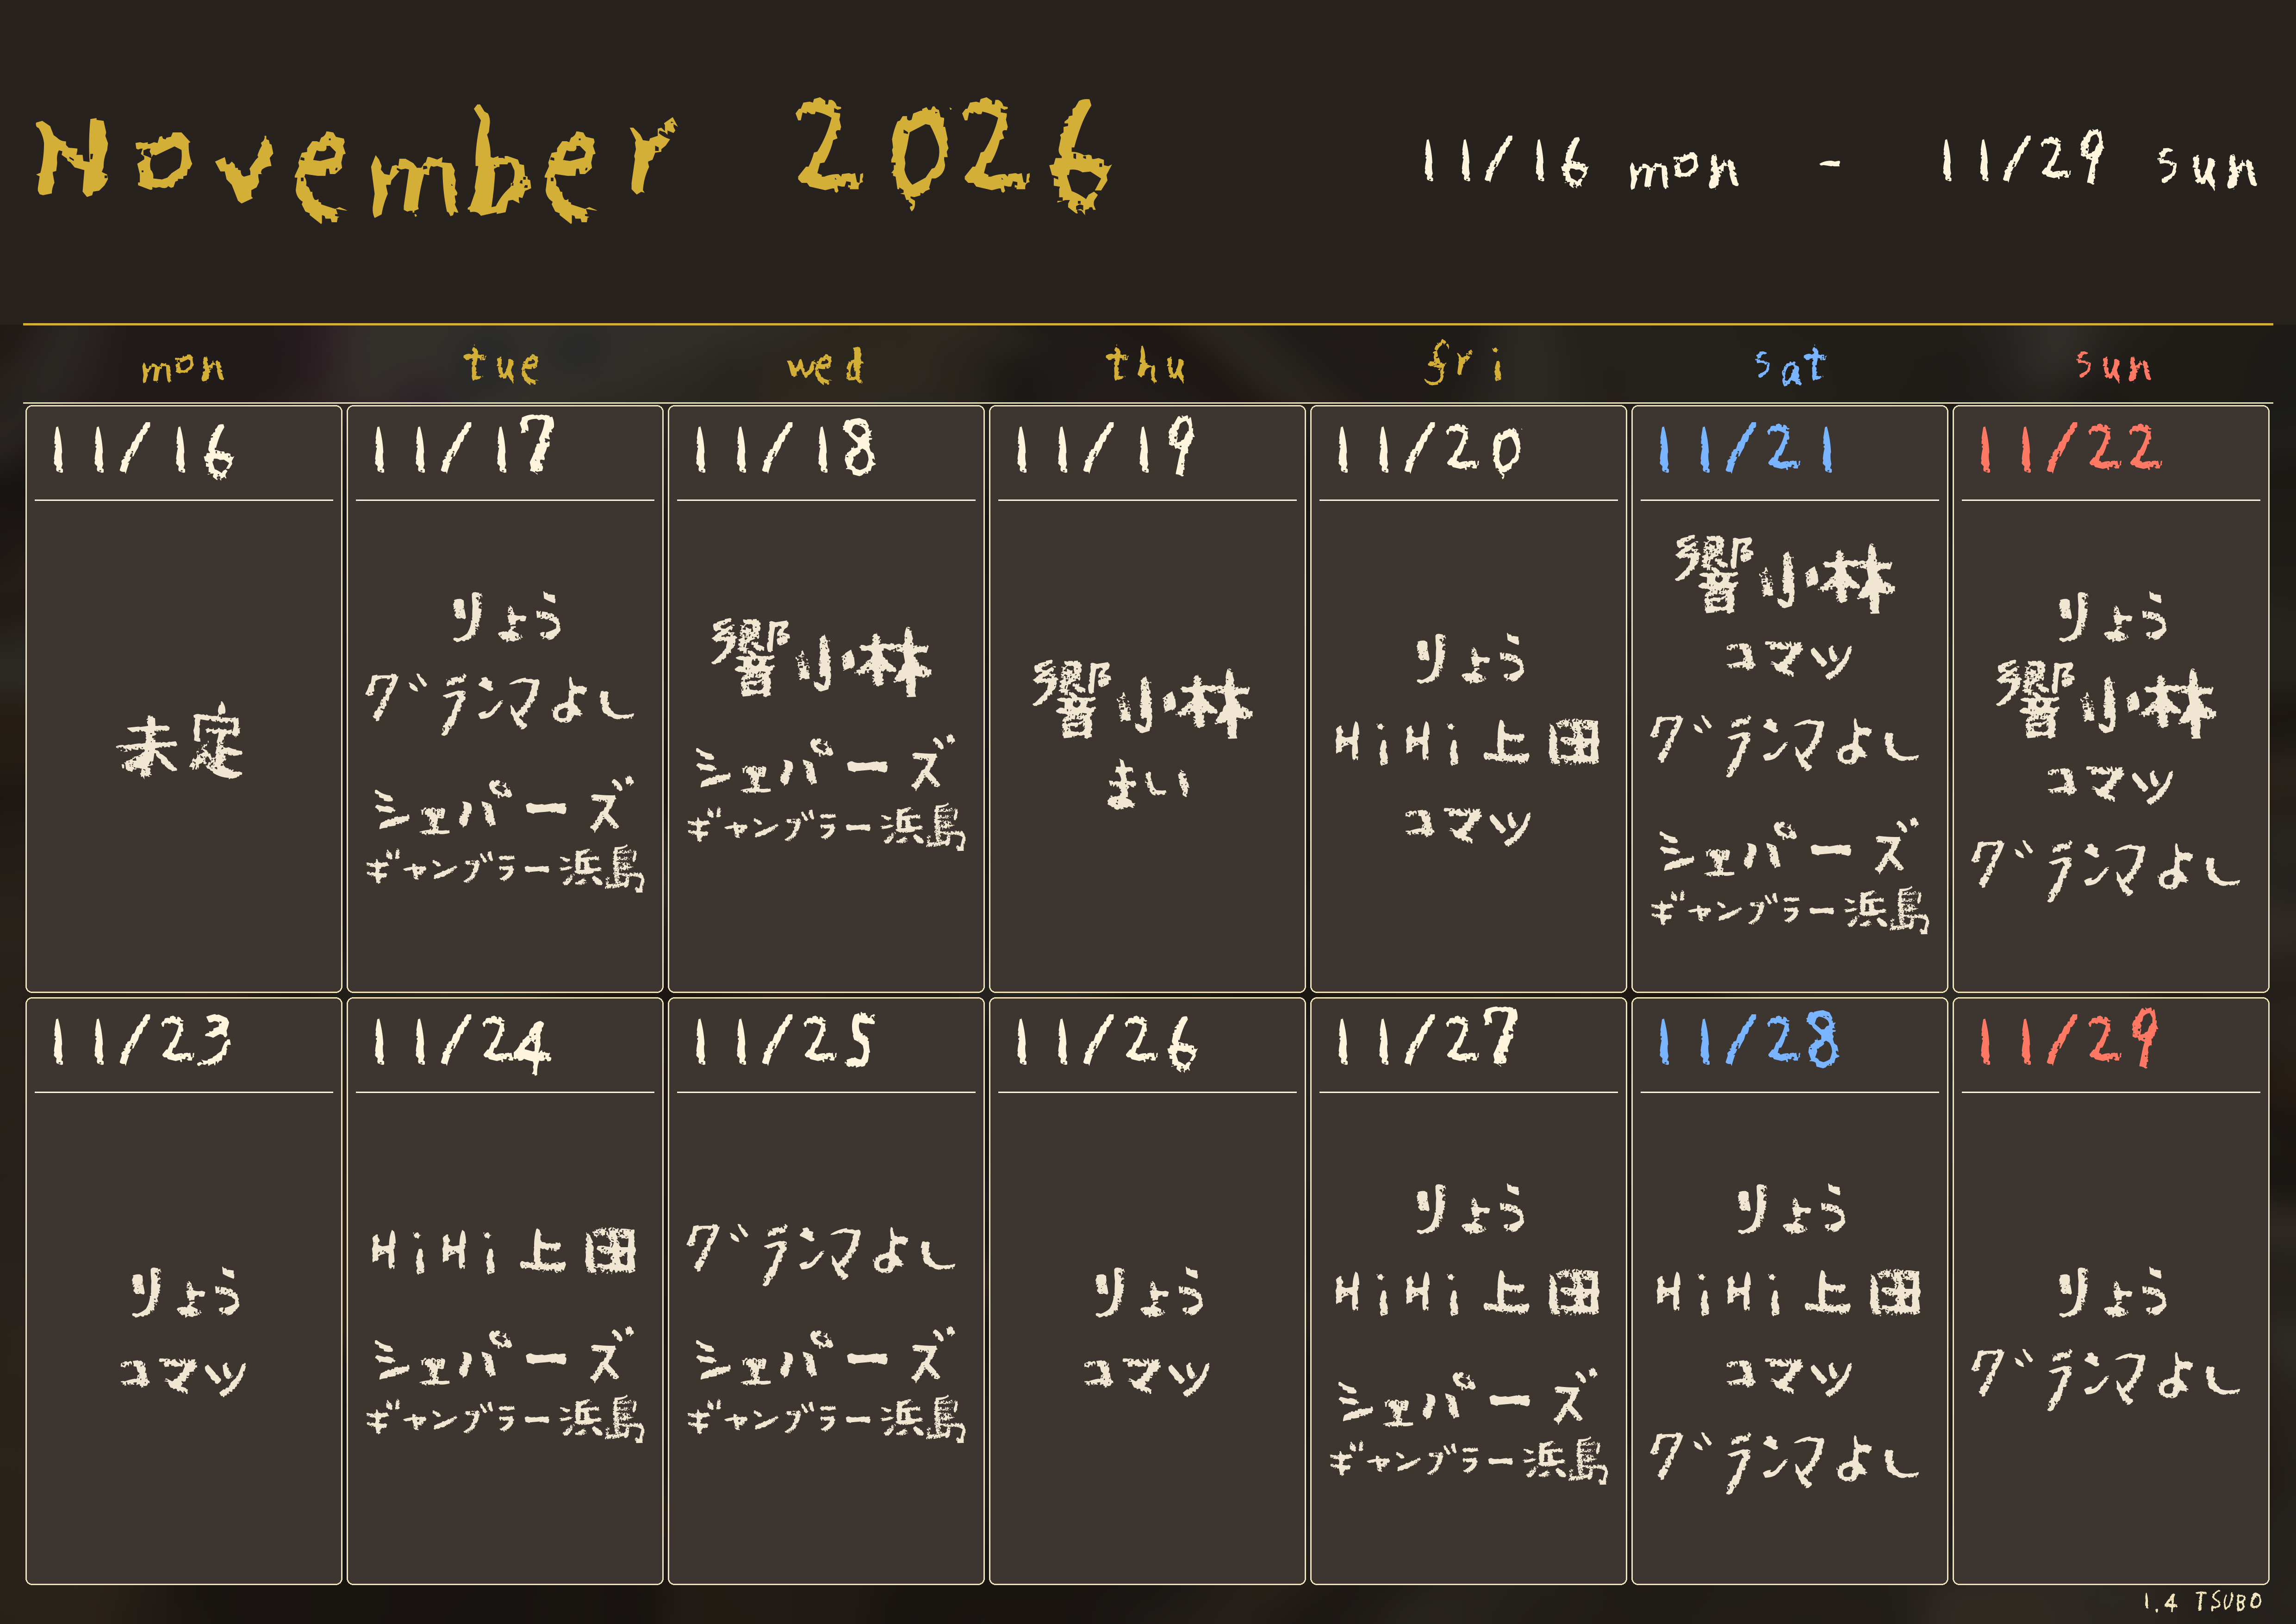 November 2026
11/16 mon - 11/29 sun
mon tue wed thu fri sat sun
11/16
未定
11/17
りょう
グランマよし
シェパーズ
ギャンブラー浜島
11/18
響小林
シェパーズ
ギャンブラー浜島
11/19
響小林
まい
11/20
りょう
HiHi上田
コマツ
11/21
響小林
コマツ
グランマよし
シェパーズ
ギャンブラー浜島
11/22
りょう
響小林
コマツ
グランマよし
11/23
りょう
コマツ
11/24
HiHi上田
シェパーズ
ギャンブラー浜島
11/25
グランマよし
シェパーズ
ギャンブラー浜島
11/26
りょう
コマツ
11/27
りょう
HiHi上田
シェパーズ
ギャンブラー浜島
11/28
りょう
HiHi上田
コマツ
グランマよし
11/29
りょう
グランマよし
1.4 TSUBO